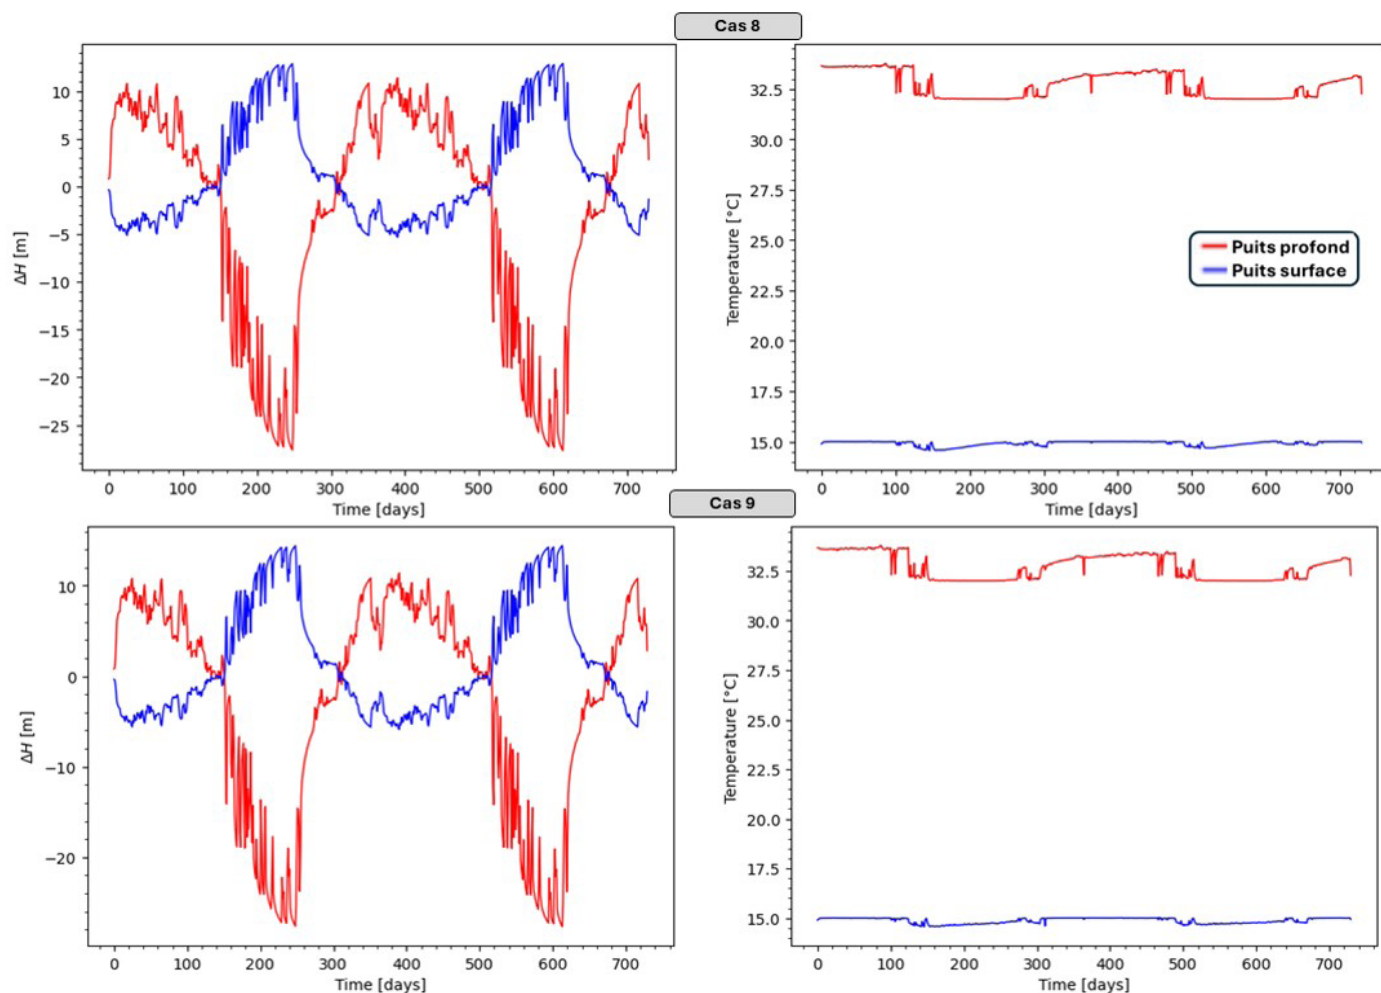 Cas 8
10
5
0
−5
−10
−15
−20
−25
ΔH [m]
0 100 200 300 400 500 600 700
Time [days]
32.5
30.0
27.5
25.0
22.5
20.0
17.5
15.0
Temperature [°C]
Puits profond
Puits surface
0 100 200 300 400 500 600 700
Time [days]
Cas 9
10
0
−10
−20
ΔH [m]
0 100 200 300 400 500 600 700
Time [days]
32.5
30.0
27.5
25.0
22.5
20.0
17.5
15.0
Temperature [°C]
0 100 200 300 400 500 600 700
Time [days]